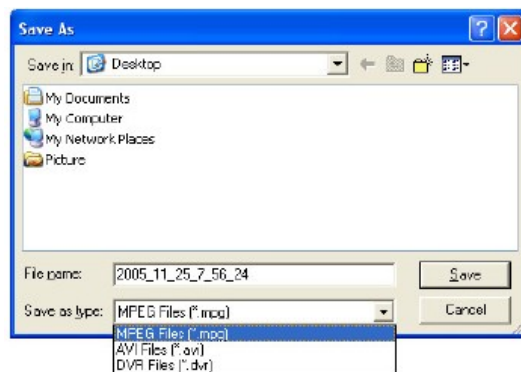 Save As
Save in: Desktop
My Documents
My Computer
My Network Places
Picture
File name: 2005_11_25_7_56_24 Save
Save as type: MPEG Files (*.mpg) Cancel
MPEG Files (*.mpg)
AVI Files (*.avi)
DVR Files (*.dvr)